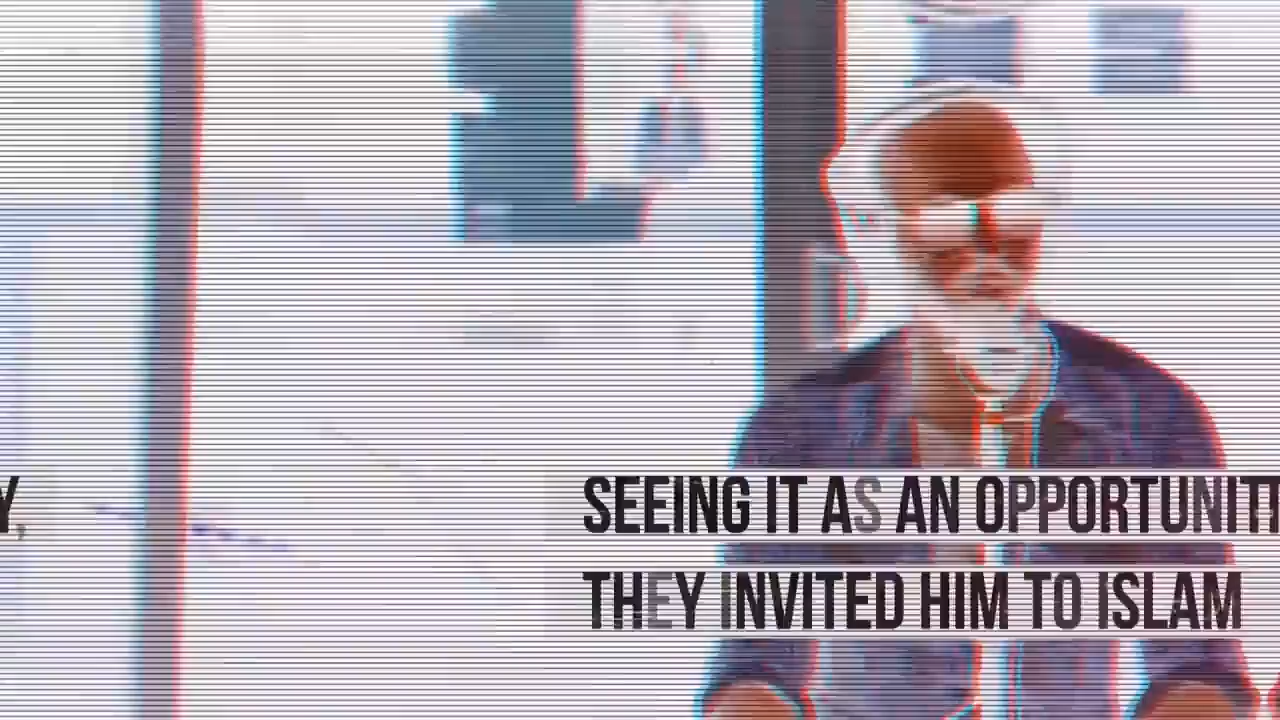 Y,
SEEING IT AS AN OPPORTUNIT
THEY INVITED HIM TO ISLAM